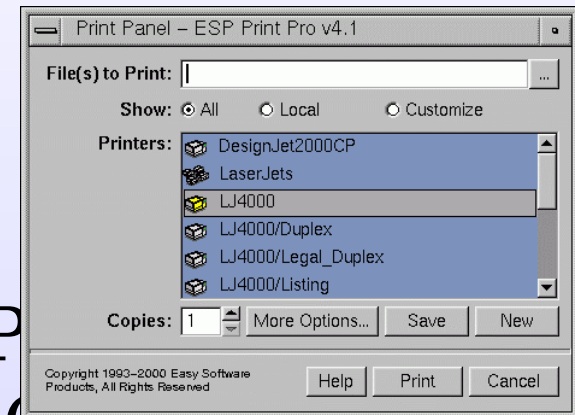 Print Panel – ESP Print Pro v4.1
File(s) to Print:
...
Show: All Local Customize
Printers:
DesignJet2000CP
LaserJets
LJ4000
LJ4000/Duplex
LJ4000/Legal_Duplex
LJ4000/Listing
Copies: 1 More Options... Save New
Copyright 1993–2000 Easy Software
Products, All Rights Reserved
Help Print Cancel